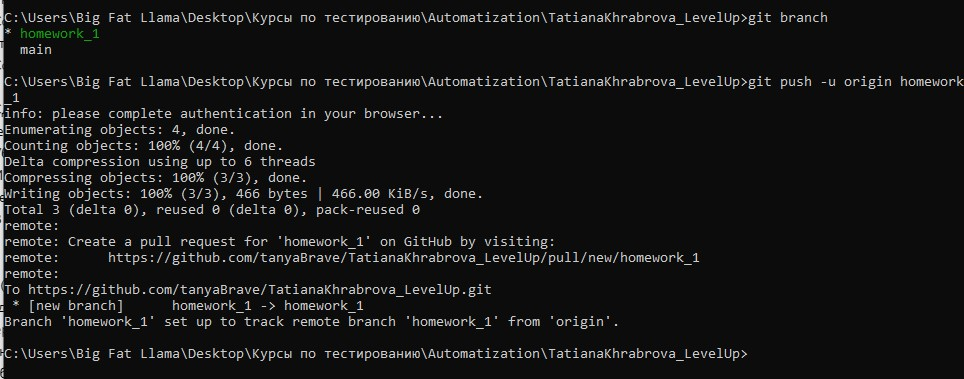 C:\Users\Big Fat Llama\Desktop\Курсы по тестированию\Automatization\TatianaKhrabrova_LevelUp>git branch
* homework_1
  main
C:\Users\Big Fat Llama\Desktop\Курсы по тестированию\Automatization\TatianaKhrabrova_LevelUp>git push -u origin homework
_1
info: please complete authentication in your browser...
Enumerating objects: 4, done.
Counting objects: 100% (4/4), done.
Delta compression using up to 6 threads
Compressing objects: 100% (3/3), done.
Writing objects: 100% (3/3), 466 bytes | 466.00 KiB/s, done.
Total 3 (delta 0), reused 0 (delta 0), pack-reused 0
remote:
remote: Create a pull request for 'homework_1' on GitHub by visiting:
remote:      https://github.com/tanyaBrave/TatianaKhrabrova_LevelUp/pull/new/homework_1
remote:
To https://github.com/tanyaBrave/TatianaKhrabrova_LevelUp.git
 * [new branch]      homework_1 -> homework_1
Branch 'homework_1' set up to track remote branch 'homework_1' from 'origin'.
C:\Users\Big Fat Llama\Desktop\Курсы по тестированию\Automatization\TatianaKhrabrova_LevelUp>